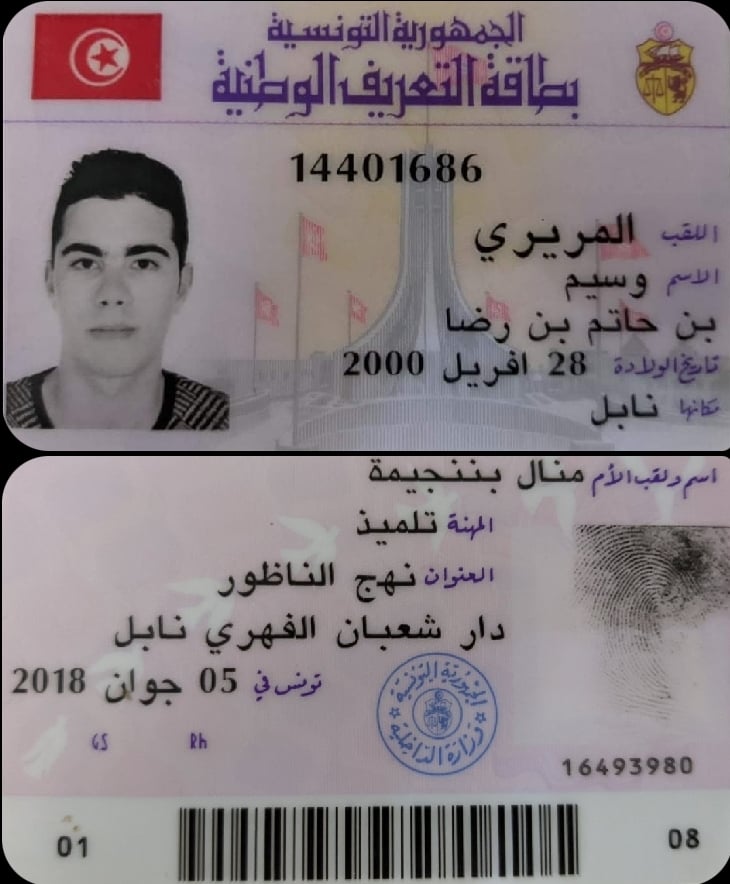 الجمهورية التونسية
بطاقة التعريف الوطنية
14401686
اللقب المريري
الاسم وسيم
بن حاتم بن رضا
تاريخ الولادة 28 افريل 2000
مكانها نابل
اسم ولقب الأم منال بننجيمة
المهنة تلميذ
العنوان نهج الناظور
دار شعبان الفهري نابل
تونس في 05 جوان 2018
الجمهورية التونسية
وزارة الداخلية
GS Rh
16493980
01 08